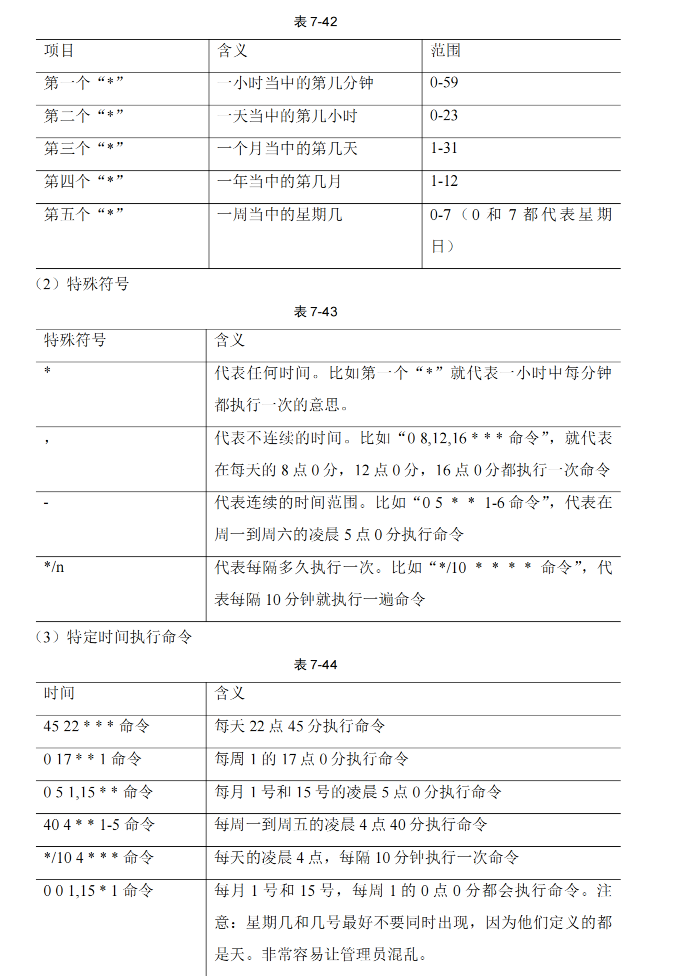 表 7-42
项目 含义 范围
第一个“*” 一小时当中的第几分钟 0-59
第二个“*” 一天当中的第几小时 0-23
第三个“*” 一个月当中的第几天 1-31
第四个“*” 一年当中的第几月 1-12
第五个“*” 一周当中的星期几 0-7（0 和 7 都代表星期
日）
（2）特殊符号
表 7-43
特殊符号 含义
* 代表任何时间。比如第一个“*”就代表一小时中每分钟
都执行一次的意思。
， 代表不连续的时间。比如“0 8,12,16 * * * 命令”，就代表
在每天的 8 点 0 分，12 点 0 分，16 点 0 分都执行一次命令
- 代表连续的时间范围。比如“0 5 * * 1-6 命令”，代表在
周一到周六的凌晨 5 点 0 分执行命令
*/n 代表每隔多久执行一次。比如“*/10 * * * * 命令”，代
表每隔 10 分钟就执行一遍命令
（3）特定时间执行命令
表 7-44
时间 含义
45 22 * * * 命令 每天 22 点 45 分执行命令
0 17 * * 1 命令 每周 1 的 17 点 0 分执行命令
0 5 1,15 * * 命令 每月 1 号和 15 号的凌晨 5 点 0 分执行命令
40 4 * * 1-5 命令 每周一到周五的凌晨 4 点 40 分执行命令
*/10 4 * * * 命令 每天的凌晨 4 点，每隔 10 分钟执行一次命令
0 0 1,15 * 1 命令 每月 1 号和 15 号，每周 1 的 0 点 0 分都会执行命令。注
意：星期几和几号最好不要同时出现，因为他们定义的都
是天。非常容易让管理员混乱。